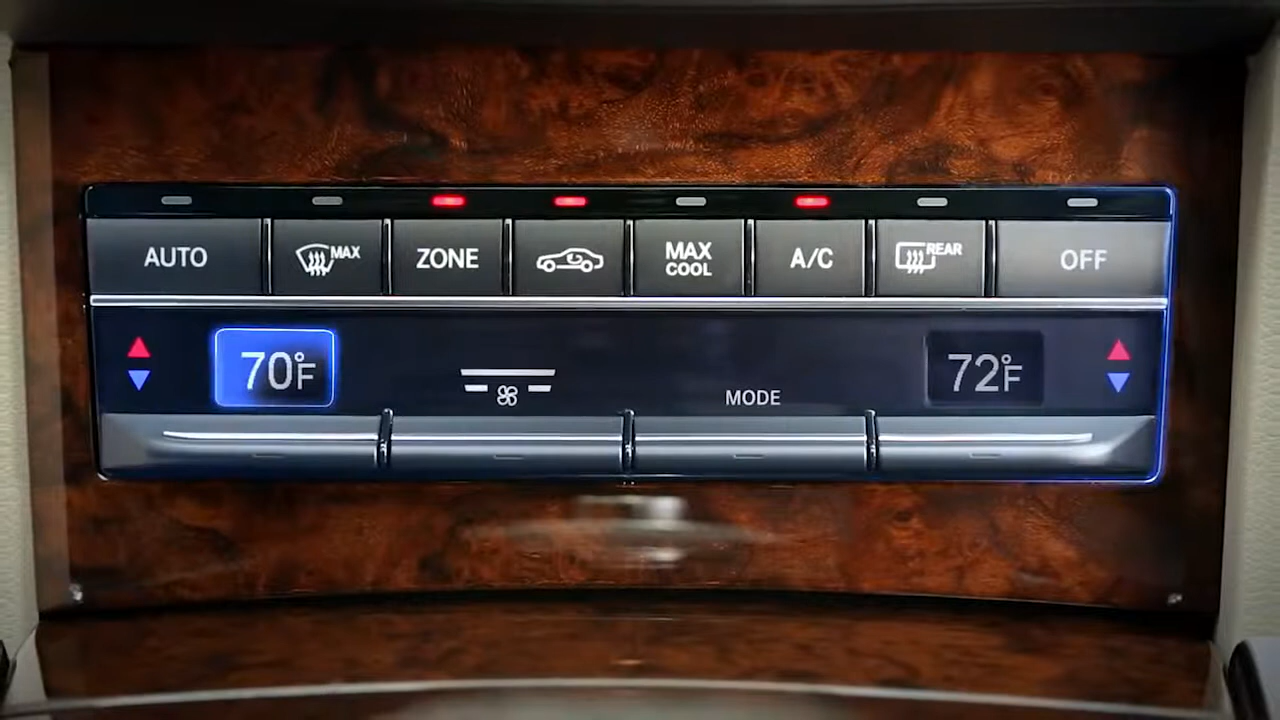 AUTO
MAX
ZONE
MAX
COOL
A/C
REAR
OFF
70°F
MODE
72°F